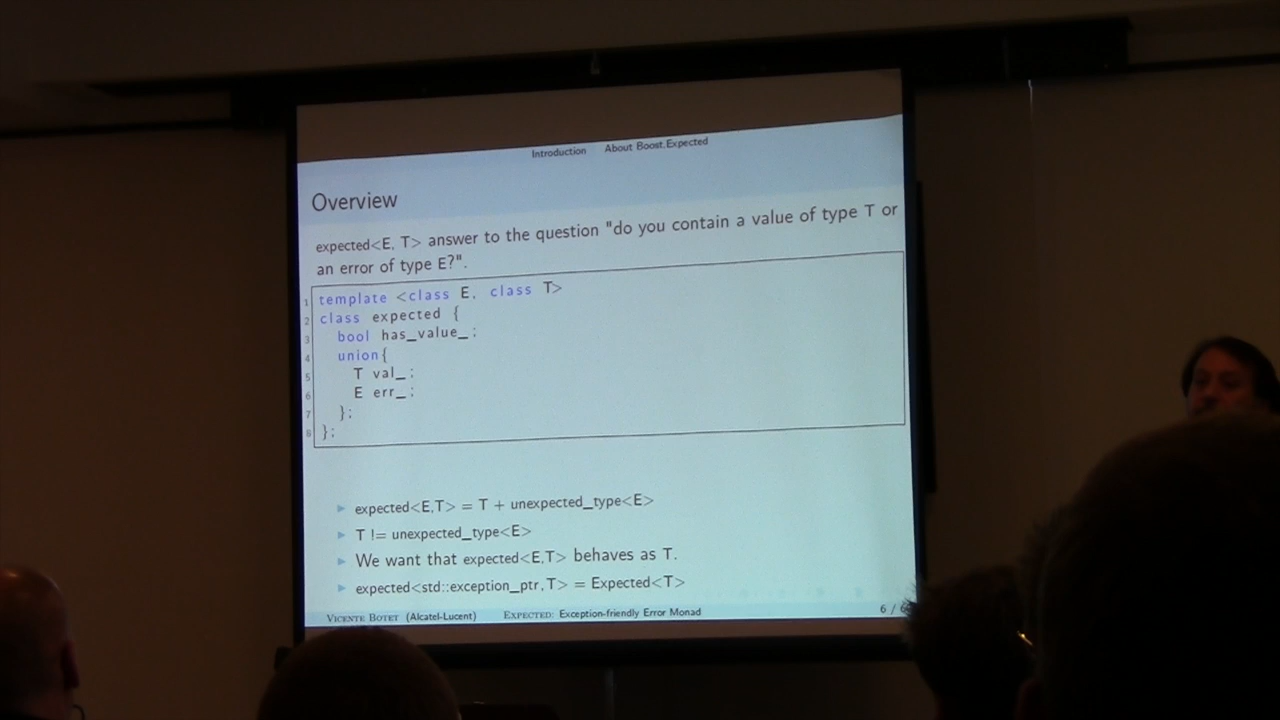 Introduction About Boost.Expected
Overview
expected<E, T> answer to the question "do you contain a value of type T or
an error of type E?".
1 template <class E, class T>
2 class expected {
3 bool has_value_;
4 union{
5 T val_;
6 E err_;
7 };
8 };
expected<E,T> = T + unexpected_type<E>
T != unexpected_type<E>
We want that expected<E,T> behaves as T.
expected<std::exception_ptr,T> = Expected<T>
Vicente Botet (Alcatel-Lucent) Expected: Exception-friendly Error Monad 6 /